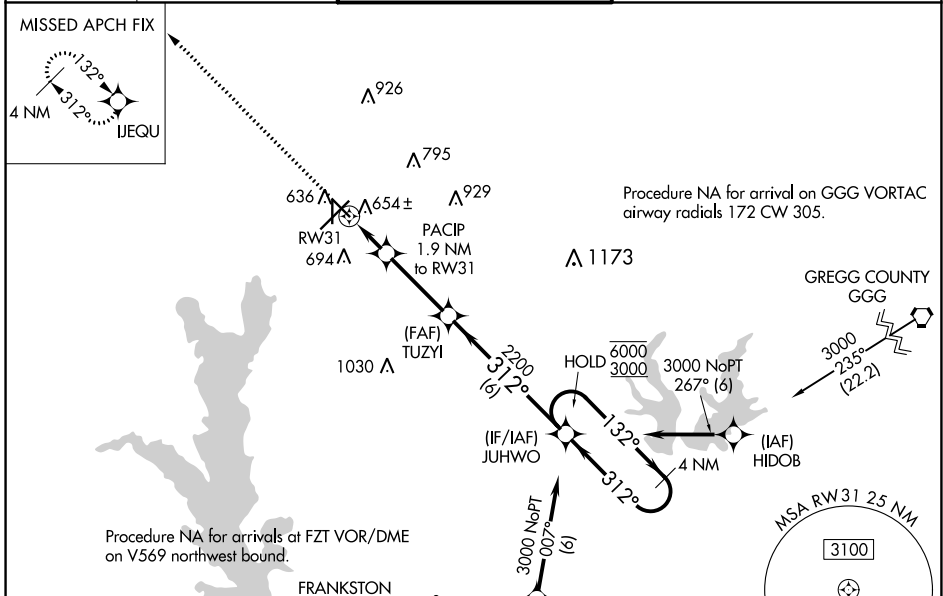 MISSED APCH FIX
132°
312°
4 NM
IJEQU
926
795
929
636
654±
RW31
694
PACIP
1.9 NM
to RW31
Procedure NA for arrival on GGG VORTAC
airway radials 172 CW 305.
1173
GREGG COUNTY
GGG
3000
235°
(22.2)
(FAF)
TUZYI
1030
2200
312°
(6)
HOLD
6000
3000
3000 NoPT
267° (6)
(IF/IAF)
JUHWO
132°
312°
4 NM
(IAF)
HIDOB
3000 NoPT
007°
(6)
Procedure NA for arrivals at FZT VOR/DME
on V569 northwest bound.
FRANKSTON
MSA RW31 25 NM
3100